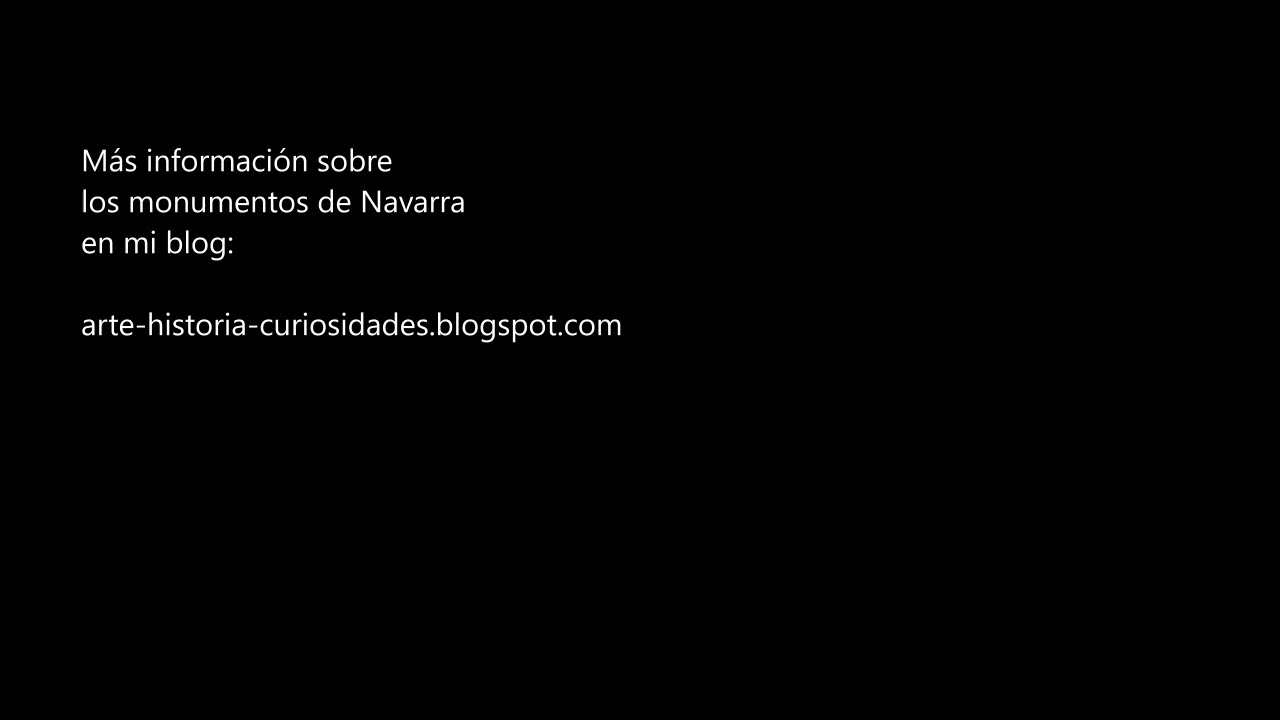 Más información sobre
los monumentos de Navarra
en mi blog:
arte-historia-curiosidades.blogspot.com